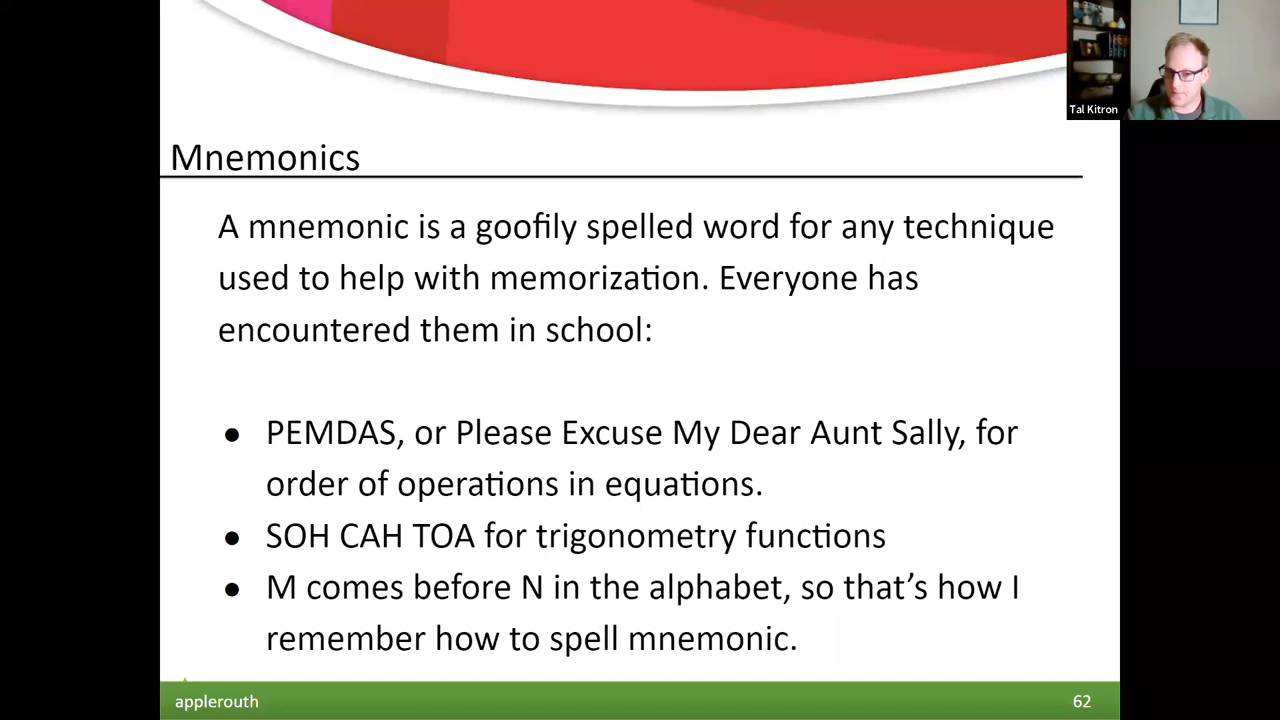 Tal Kitron
Mnemonics
A mnemonic is a goofily spelled word for any technique
used to help with memorization. Everyone has
encountered them in school:
● PEMDAS, or Please Excuse My Dear Aunt Sally, for
order of operations in equations.
● SOH CAH TOA for trigonometry functions
● M comes before N in the alphabet, so that’s how I
remember how to spell mnemonic.
applerouth
62